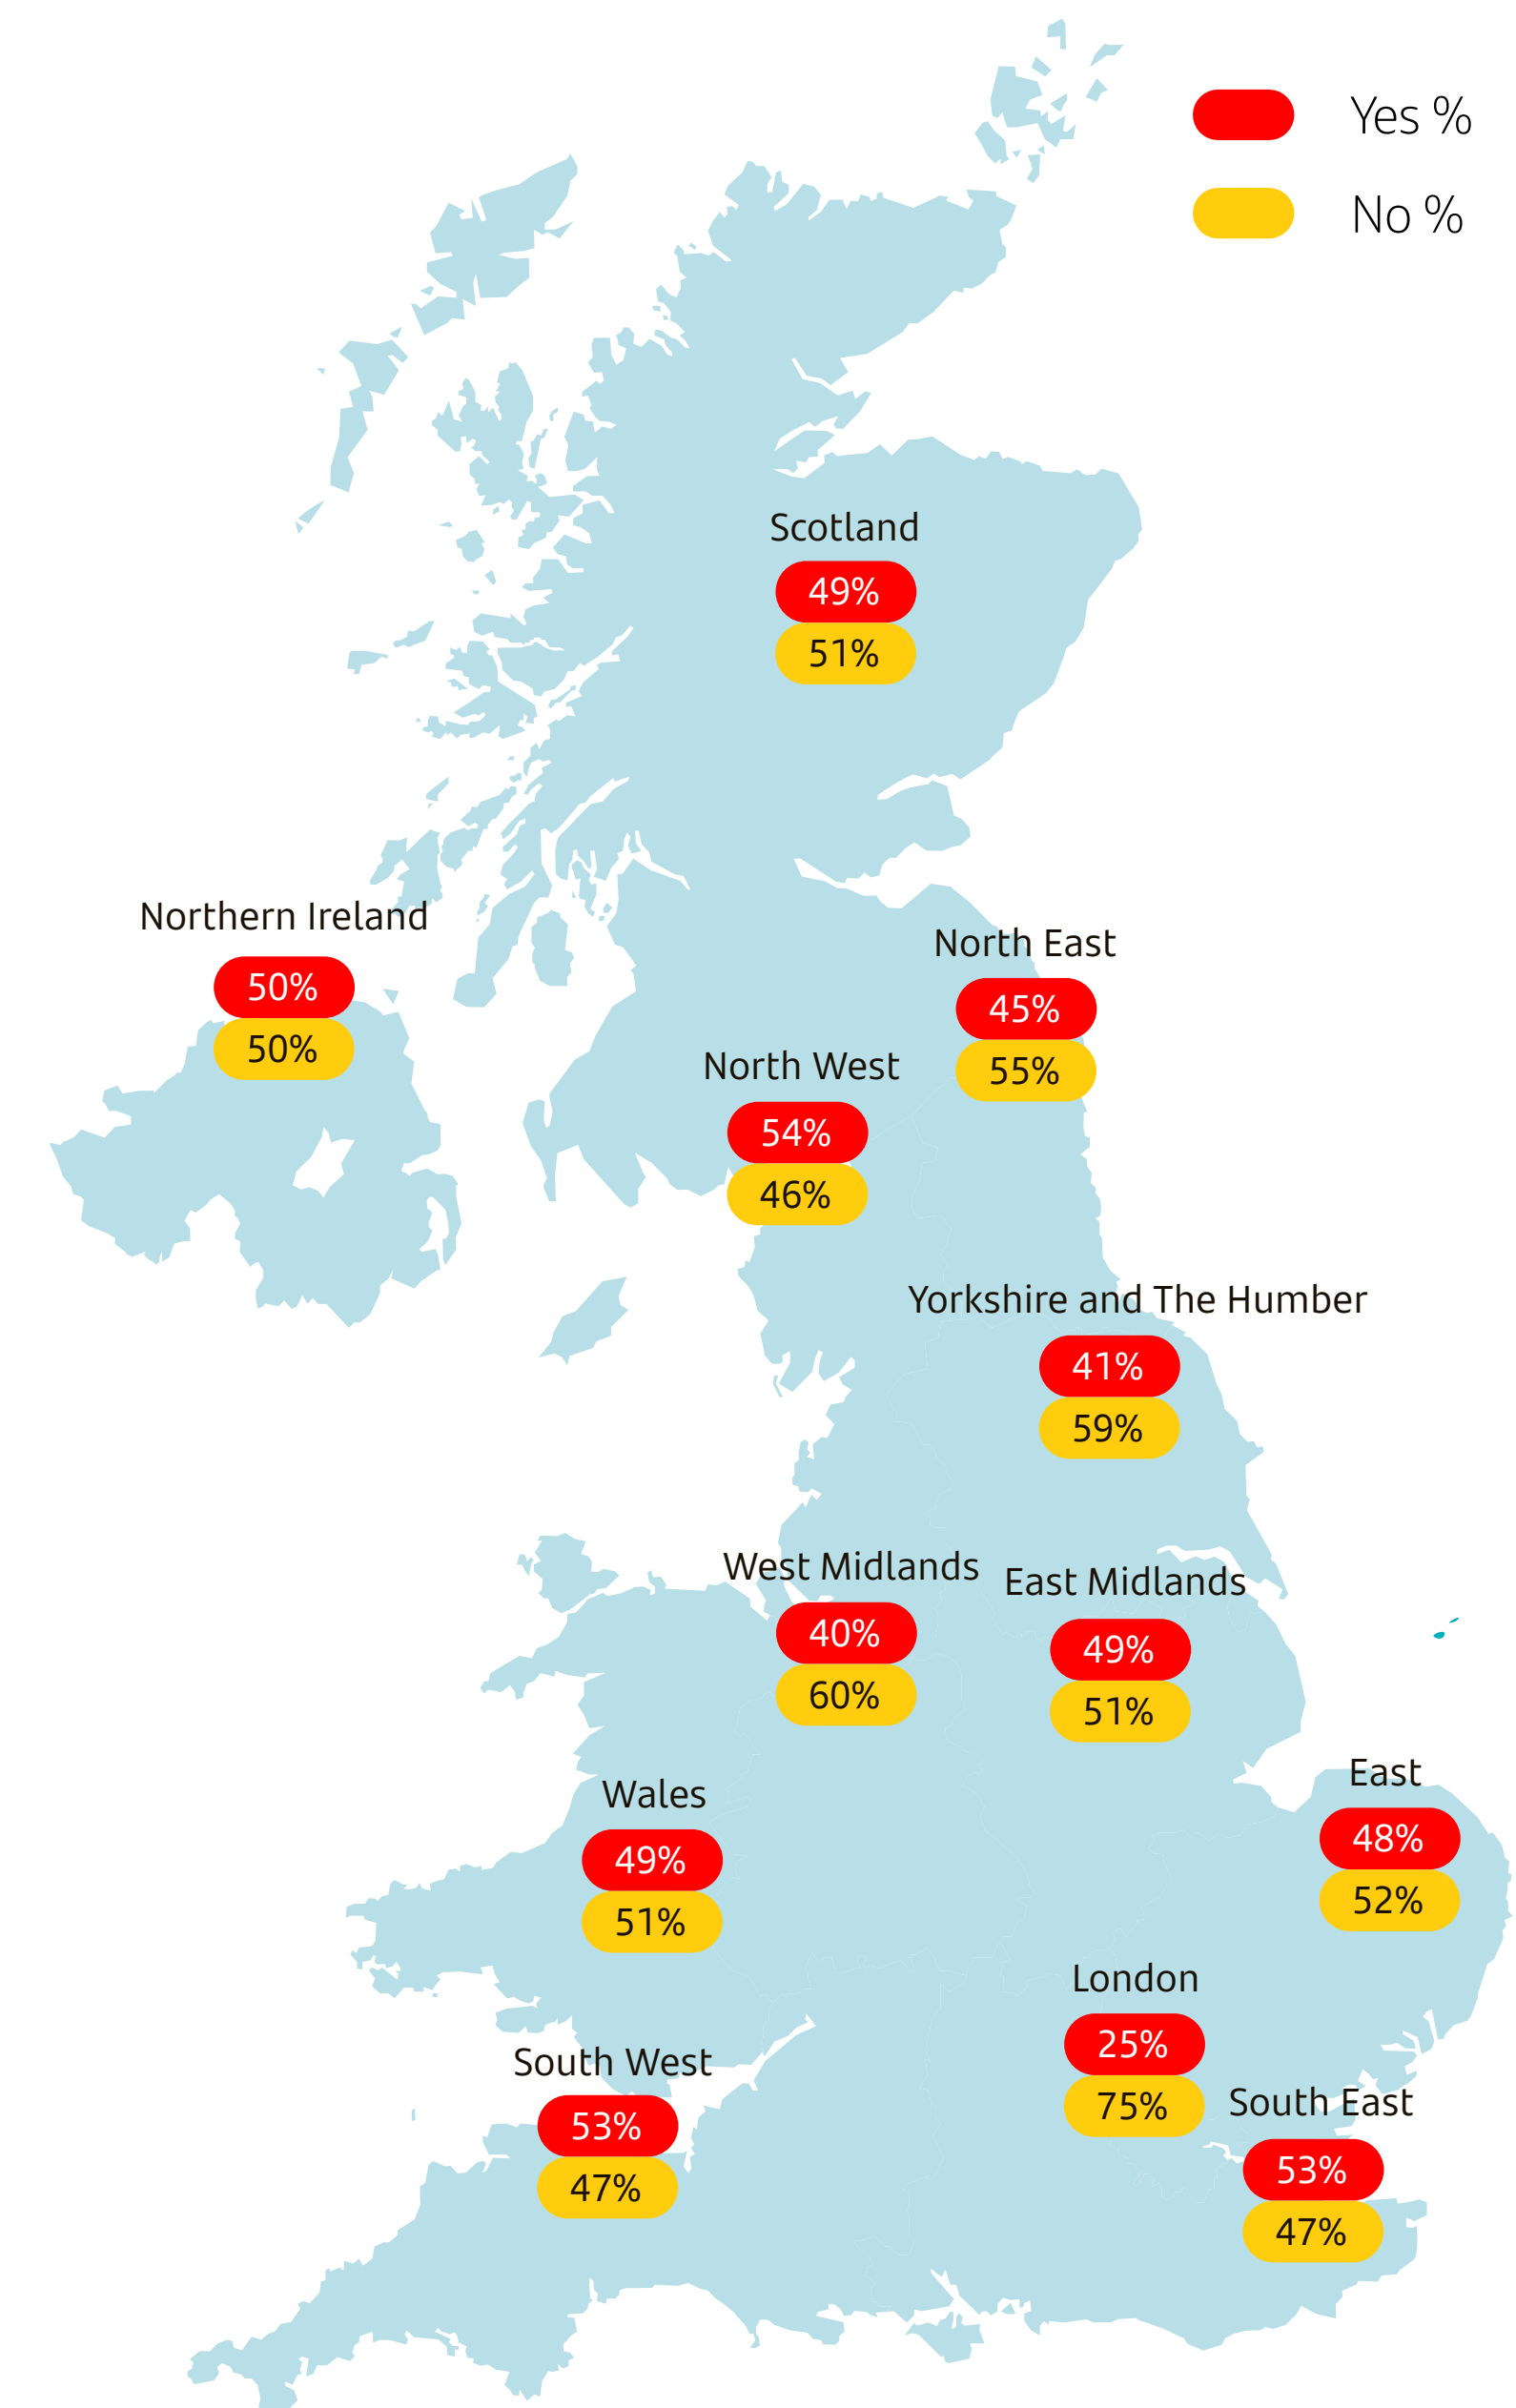 Yes %
No %
Scotland
49%
51%
Northern Ireland
50%
50%
North East
45%
55%
North West
54%
46%
Yorkshire and The Humber
41%
59%
West Midlands
40%
60%
East Midlands
49%
51%
East
48%
52%
Wales
49%
51%
London
25%
75%
South West
53%
47%
South East
53%
47%